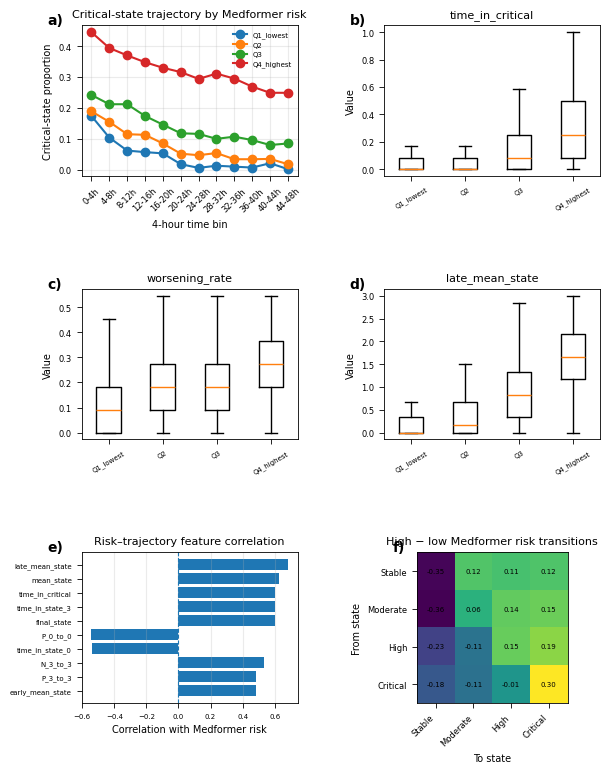 a)
Critical-state trajectory by Medformer risk
Critical-state proportion
0.4
0.3
0.2
0.1
0.0
Q1_lowest
Q2
Q3
Q4_highest
0-4h
4-8h
8-12h
12-16h
16-20h
20-24h
24-28h
28-32h
32-36h
36-40h
40-44h
44-48h
4-hour time bin
b)
time_in_critical
Value
1.0
0.8
0.6
0.4
0.2
0.0
Q1_lowest
Q2
Q3
Q4_highest
c)
worsening_rate
Value
0.5
0.4
0.3
0.2
0.1
0.0
Q1_lowest
Q2
Q3
Q4_highest
d)
late_mean_state
Value
3.0
2.5
2.0
1.5
1.0
0.5
0.0
Q1_lowest
Q2
Q3
Q4_highest
e)
Risk–trajectory feature correlation
late_mean_state
mean_state
time_in_critical
time_in_state_3
final_state
P_0_to_0
time_in_state_0
N_3_to_3
P_3_to_3
early_mean_state
−0.6
−0.4
−0.2
0.0
0.2
0.4
0.6
Correlation with Medformer risk
f)
High − low Medformer risk transitions
From state
Stable
0.12
0.11
0.12
Moderate
0.06
0.14
0.15
High
-0.23
-0.11
0.15
0.19
Critical
-0.18
-0.11
-0.01
0.30
Stable
Moderate
High
Critical
To state